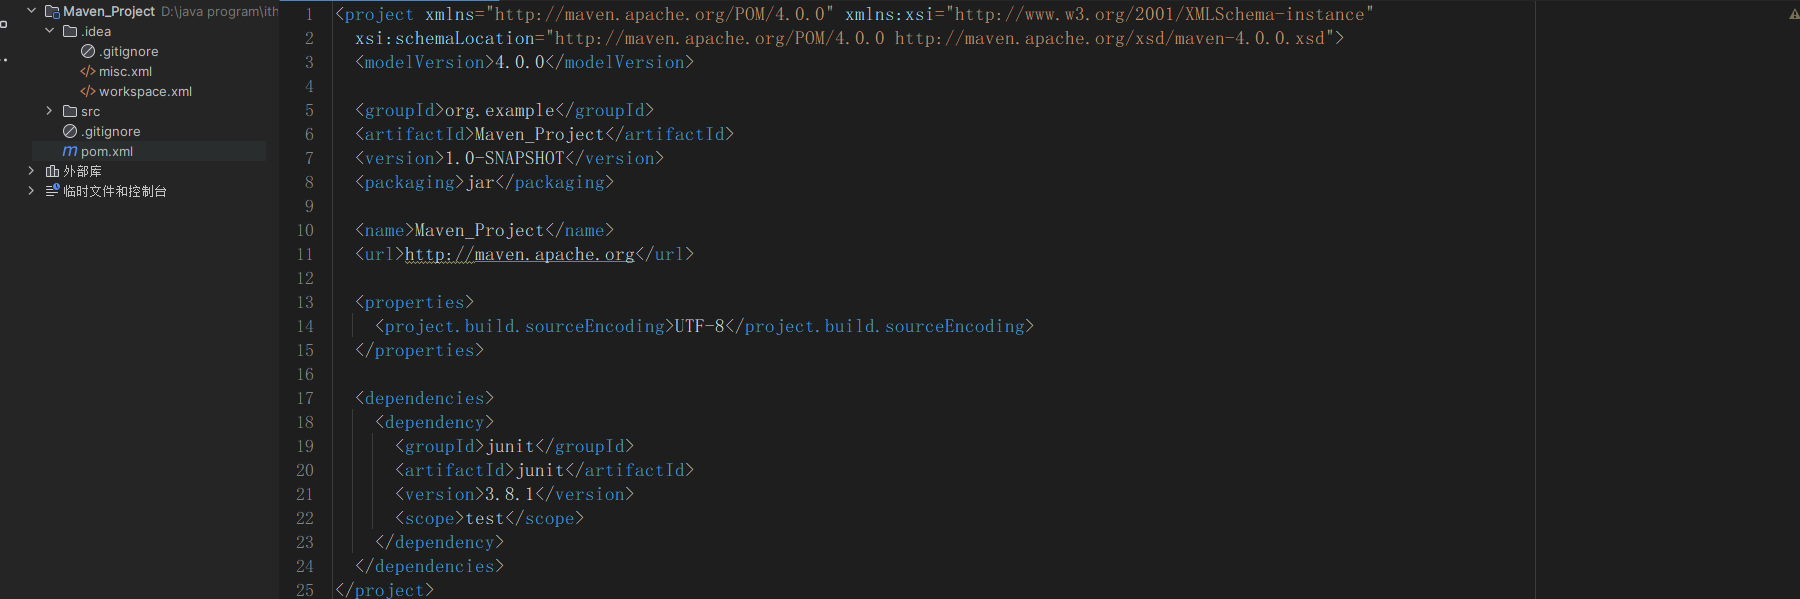 Maven_Project D:\java program\ith
.idea
.gitignore
misc.xml
workspace.xml
src
.gitignore
pom.xml
外部库
临时文件和控制台
1 <project xmlns="http://maven.apache.org/POM/4.0.0" xmlns:xsi="http://www.w3.org/2001/XMLSchema-instance"
2 xsi:schemaLocation="http://maven.apache.org/POM/4.0.0 http://maven.apache.org/xsd/maven-4.0.0.xsd">
3 <modelVersion>4.0.0</modelVersion>
4
5 <groupId>org.example</groupId>
6 <artifactId>Maven_Project</artifactId>
7 <version>1.0-SNAPSHOT</version>
8 <packaging>jar</packaging>
9
10 <name>Maven_Project</name>
11 <url>http://maven.apache.org</url>
12
13 <properties>
14 <project.build.sourceEncoding>UTF-8</project.build.sourceEncoding>
15 </properties>
16
17 <dependencies>
18 <dependency>
19 <groupId>junit</groupId>
20 <artifactId>junit</artifactId>
21 <version>3.8.1</version>
22 <scope>test</scope>
23 </dependency>
24 </dependencies>
25 </project>